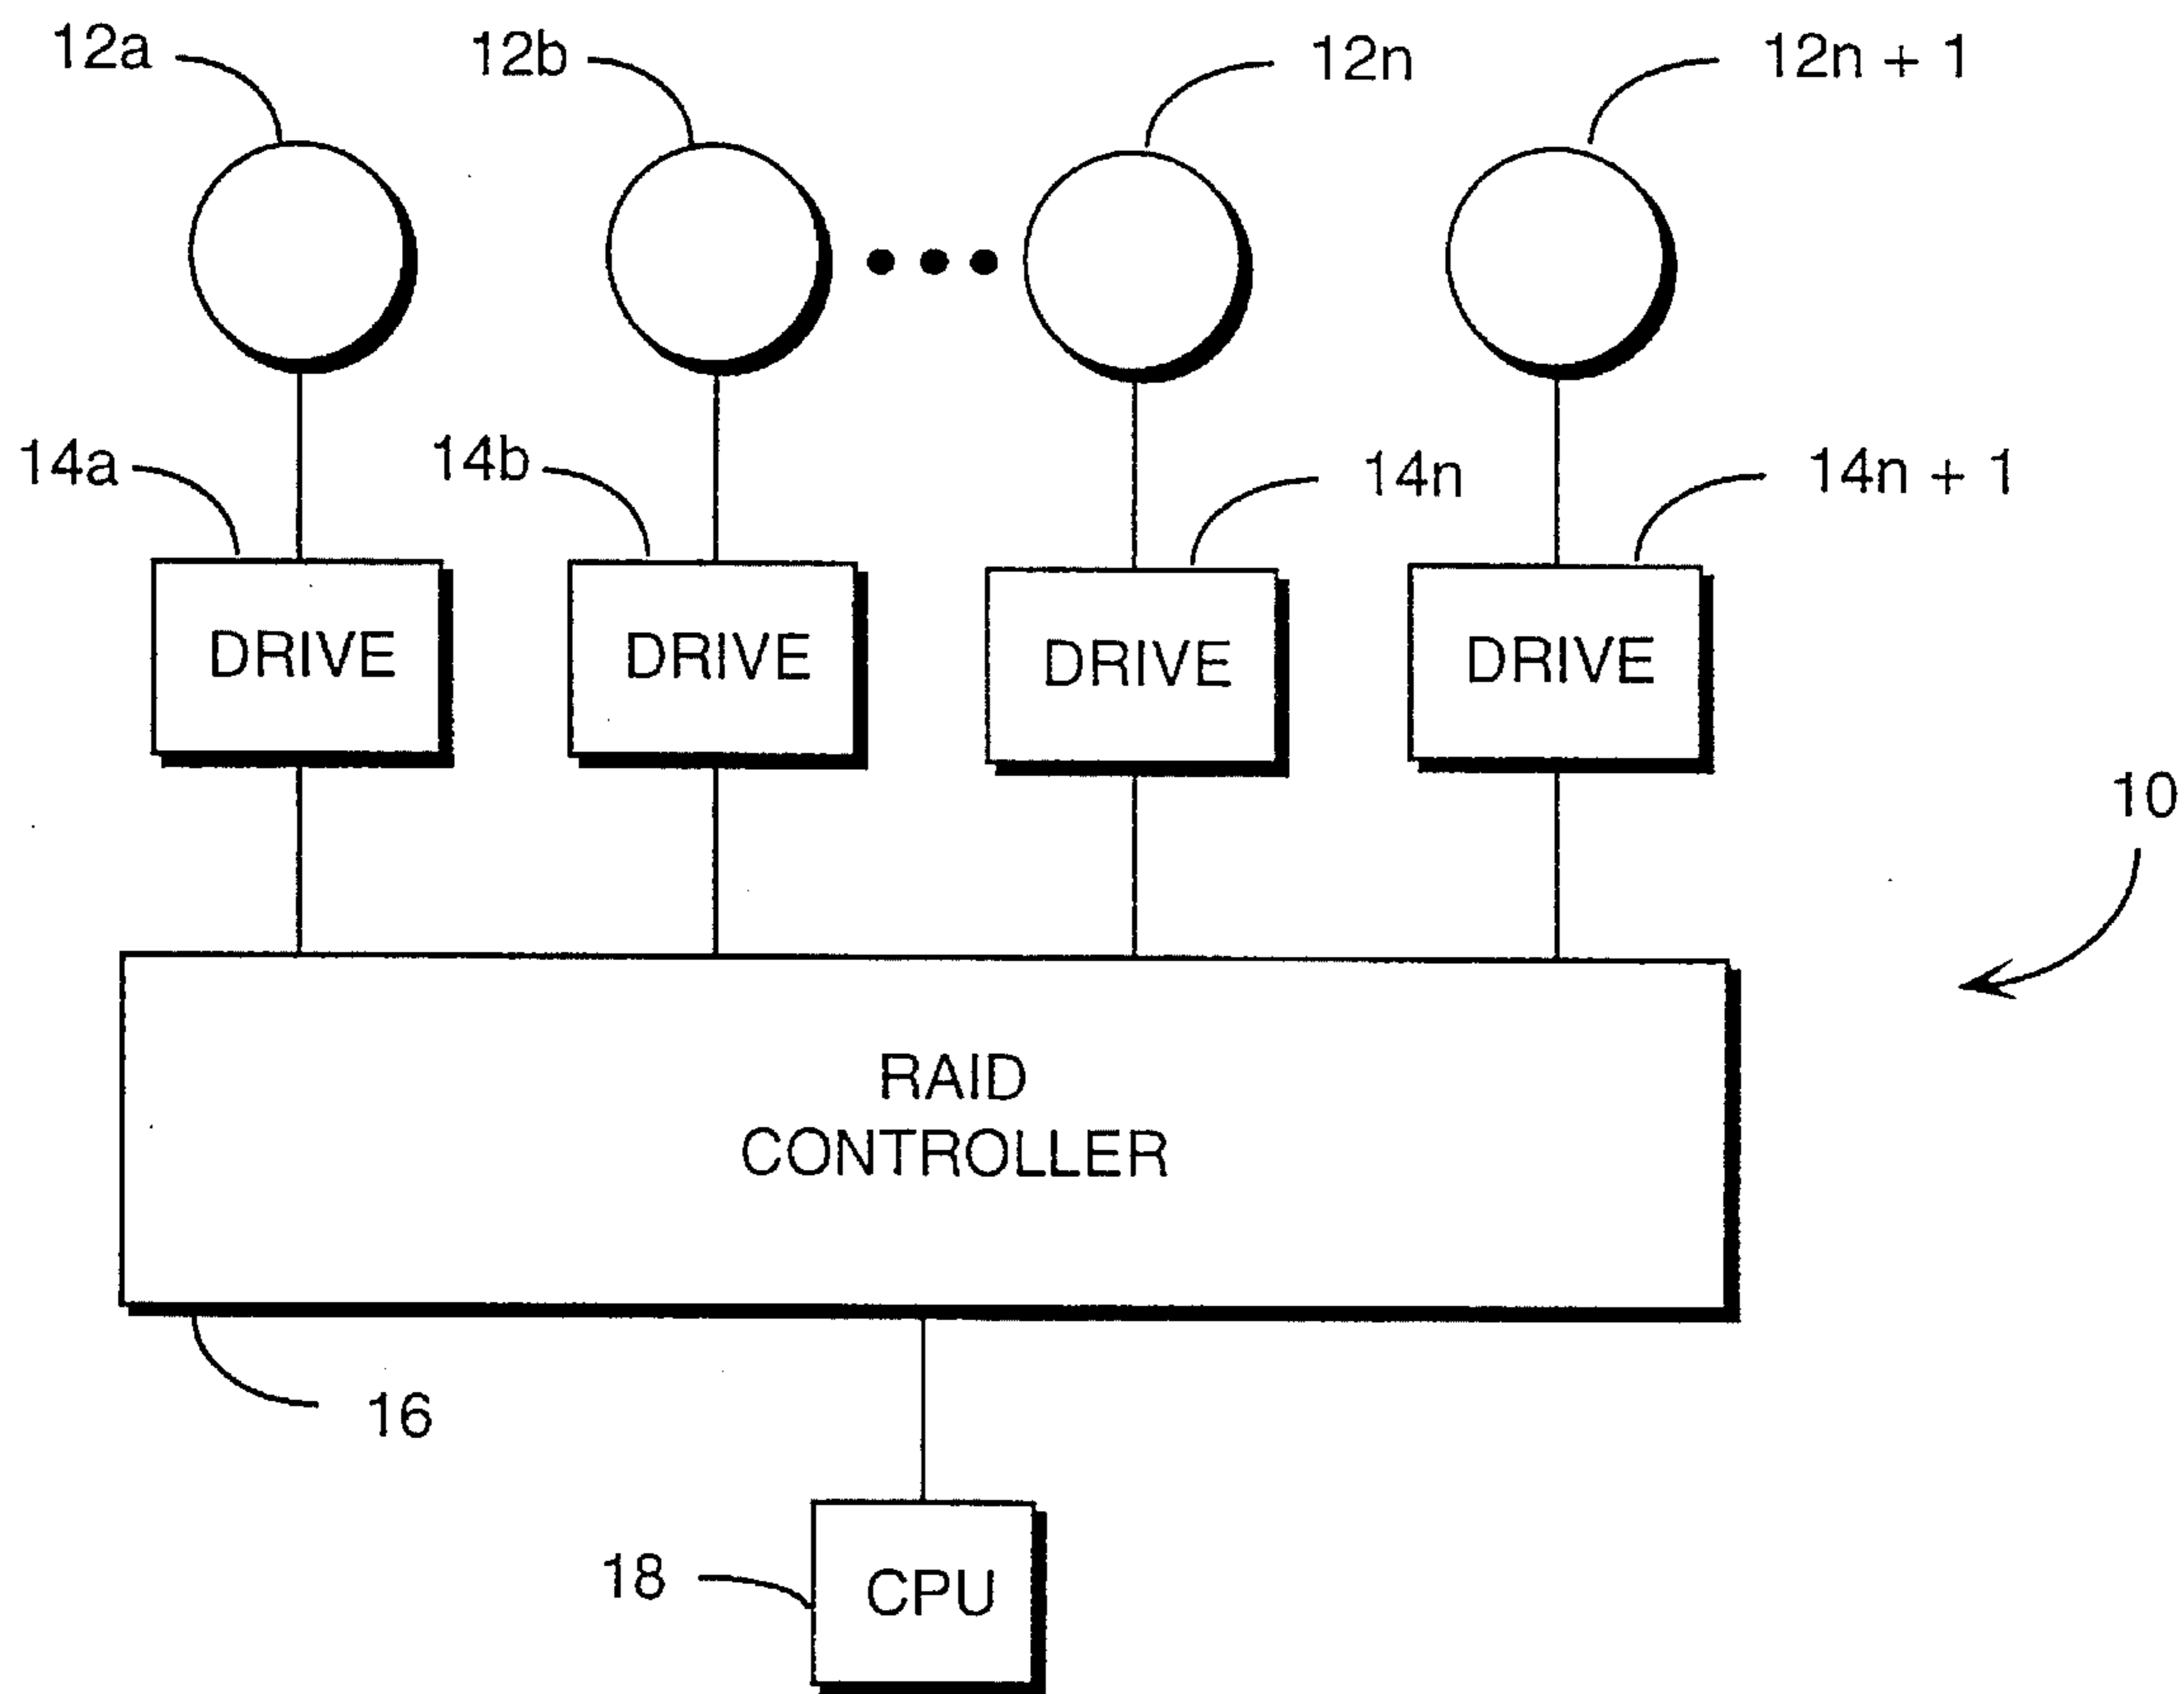 12a
12b
12n
12n + 1
14a
14b
14n
14n + 1
DRIVE
DRIVE
DRIVE
DRIVE
10
RAID
CONTROLLER
16
18
CPU